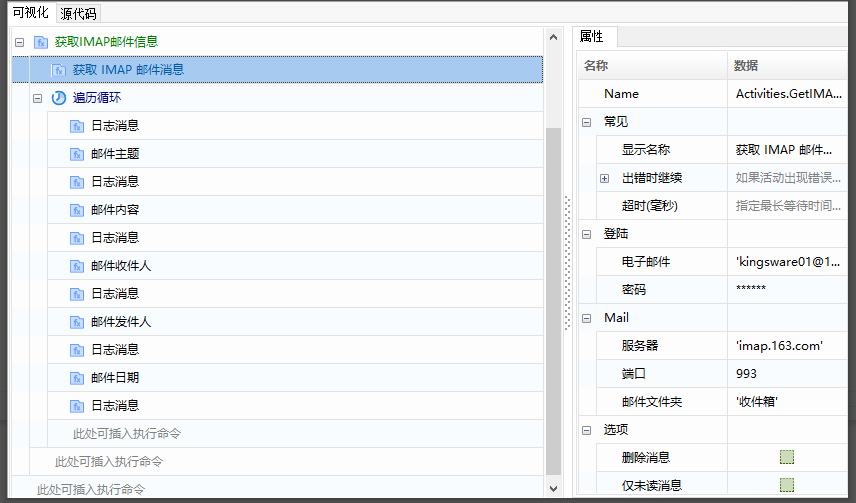 可视化 源代码
获取IMAP邮件信息
获取 IMAP 邮件消息
遍历循环
日志消息
邮件主题
日志消息
邮件内容
日志消息
邮件收件人
日志消息
邮件发件人
日志消息
邮件日期
日志消息
此处可插入执行命令
此处可插入执行命令
此处可插入执行命令
属性
名称 数据
Name Activities.GetIMA...
常见
显示名称 获取 IMAP 邮件...
出错时继续 如果活动出现错误...
超时(毫秒) 指定最长等待时间...
登陆
电子邮件 'kingsware01@1...
密码 ******
Mail
服务器 'imap.163.com'
端口 993
邮件文件夹 '收件箱'
选项
删除消息
仅未读消息